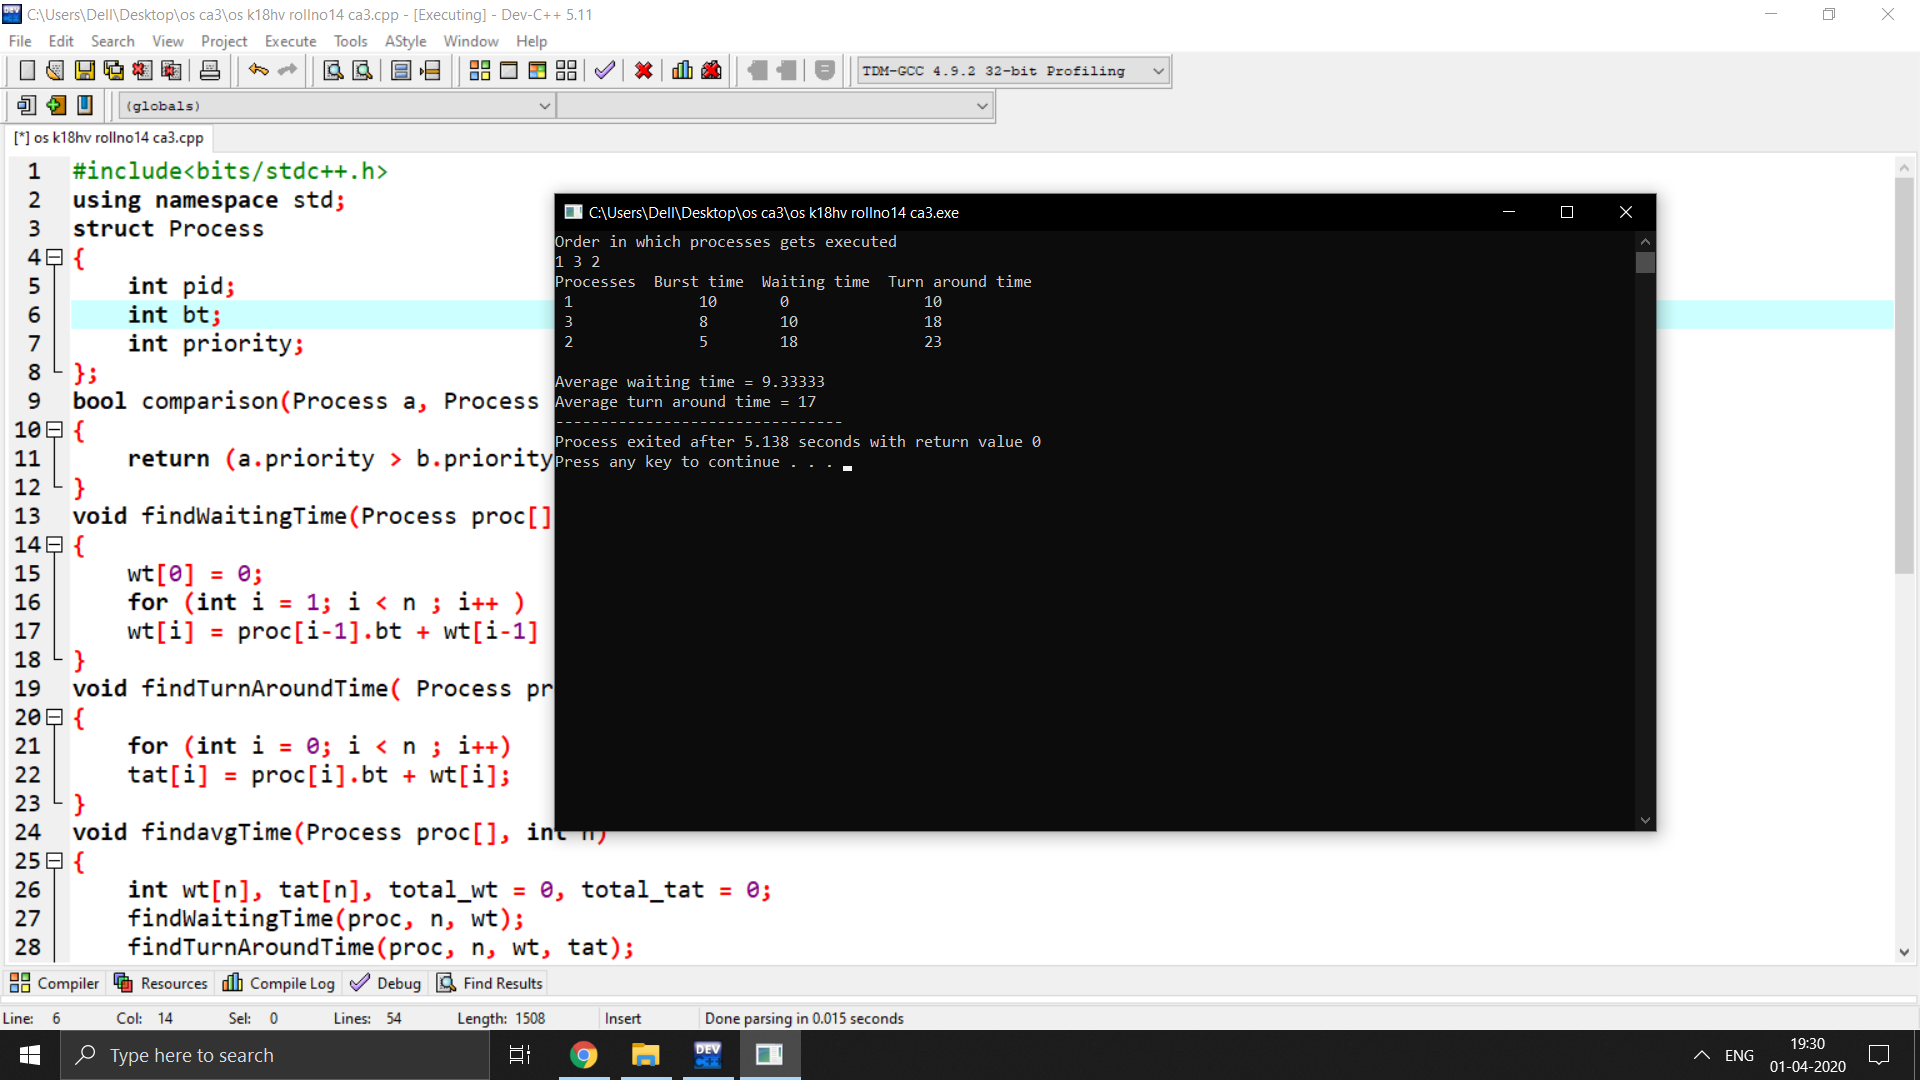 C:\Users\Dell\Desktop\os ca3\os k18hv rollno14 ca3.cpp - [Executing] - Dev-C++ 5.11
File Edit Search View Project Execute Tools AStyle Window Help
TDM-GCC 4.9.2 32-bit Profiling
(globals)
[*] os k18hv rollno14 ca3.cpp
1 #include<bits/stdc++.h>
2 using namespace std;
3 struct Process
4 {
5 int pid;
6 int bt;
7 int priority;
8 };
9 bool comparison(Process a, Process
10 {
11 return (a.priority > b.priority
12 }
13 void findWaitingTime(Process proc[]
14 {
15 wt[0] = 0;
16 for (int i = 1; i < n ; i++ )
17 wt[i] = proc[i-1].bt + wt[i-1]
18 }
19 void findTurnAroundTime( Process pr
20 {
21 for (int i = 0; i < n ; i++)
22 tat[i] = proc[i].bt + wt[i];
23 }
24 void findavgTime(Process proc[], int n)
25 {
26 int wt[n], tat[n], total_wt = 0, total_tat = 0;
27 findWaitingTime(proc, n, wt);
28 findTurnAroundTime(proc, n, wt, tat);
C:\Users\Dell\Desktop\os ca3\os k18hv rollno14 ca3.exe
Order in which processes gets executed
1 3 2
Processes Burst time Waiting time Turn around time
1 10 0 10
3 8 10 18
2 5 18 23
Average waiting time = 9.33333
Average turn around time = 17
--------------------------------
Process exited after 5.138 seconds with return value 0
Press any key to continue . . .
Compiler Resources Compile Log Debug Find Results
Line: 6 Col: 14 Sel: 0 Lines: 54 Length: 1508 Insert Done parsing in 0.015 seconds
Type here to search
DEV C++
ENG
19:30
01-04-2020